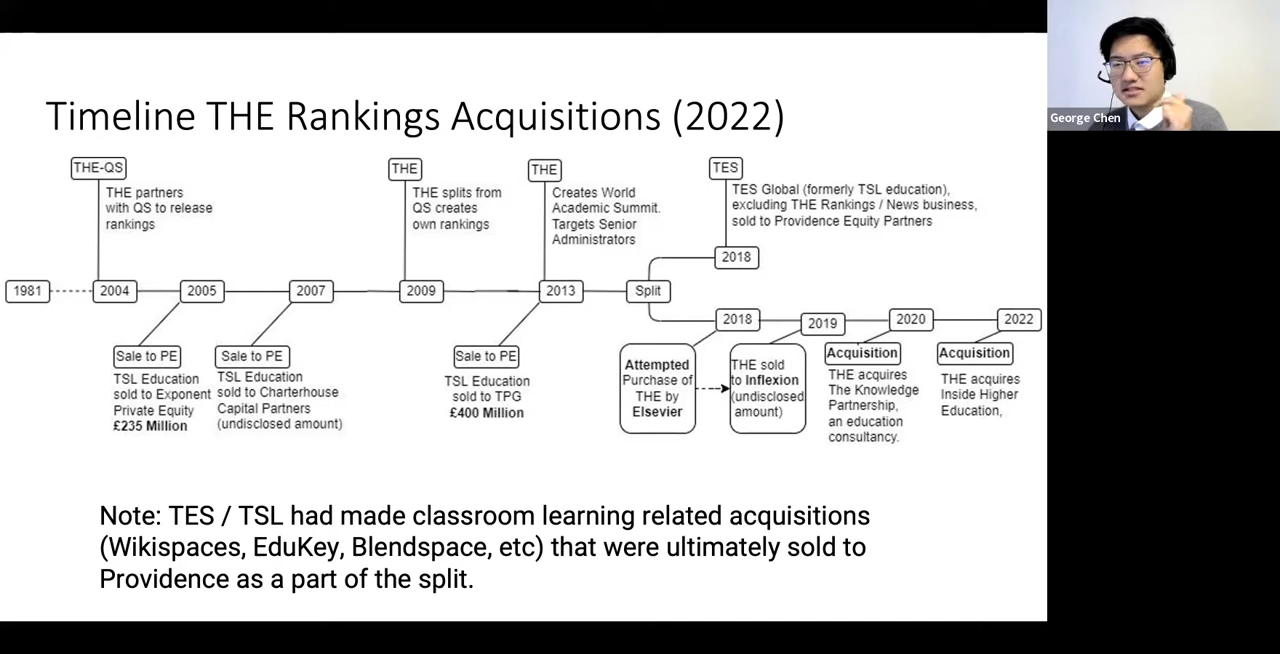 Timeline THE Rankings Acquisitions (2022)
George Chen
THE-QS
THE partners
with QS to release
rankings
THE
THE splits from
QS creates
own rankings
THE
Creates World
Academic Summit.
Targets Senior
Administrators
TES
TES Global (formerly TSL education),
excluding THE Rankings / News business,
sold to Providence Equity Partners
2018
1981
2004
2005
2007
2009
2013
Split
2018
2019
2020
2022
Sale to PE
TSL Education
sold to Exponent
Private Equity
£235 Million
Sale to PE
TSL Education
sold to Charterhouse
Capital Partners
(undisclosed amount)
Sale to PE
TSL Education
sold to TPG
£400 Million
Attempted
Purchase of
THE by
Elsevier
THE sold
to Inflexion
(undisclosed
amount)
Acquisition
THE acquires
The Knowledge
Partnership,
an education
consultancy.
Acquisition
THE acquires
Inside Higher
Education,
Note: TES / TSL had made classroom learning related acquisitions
(Wikispaces, EduKey, Blendspace, etc) that were ultimately sold to
Providence as a part of the split.